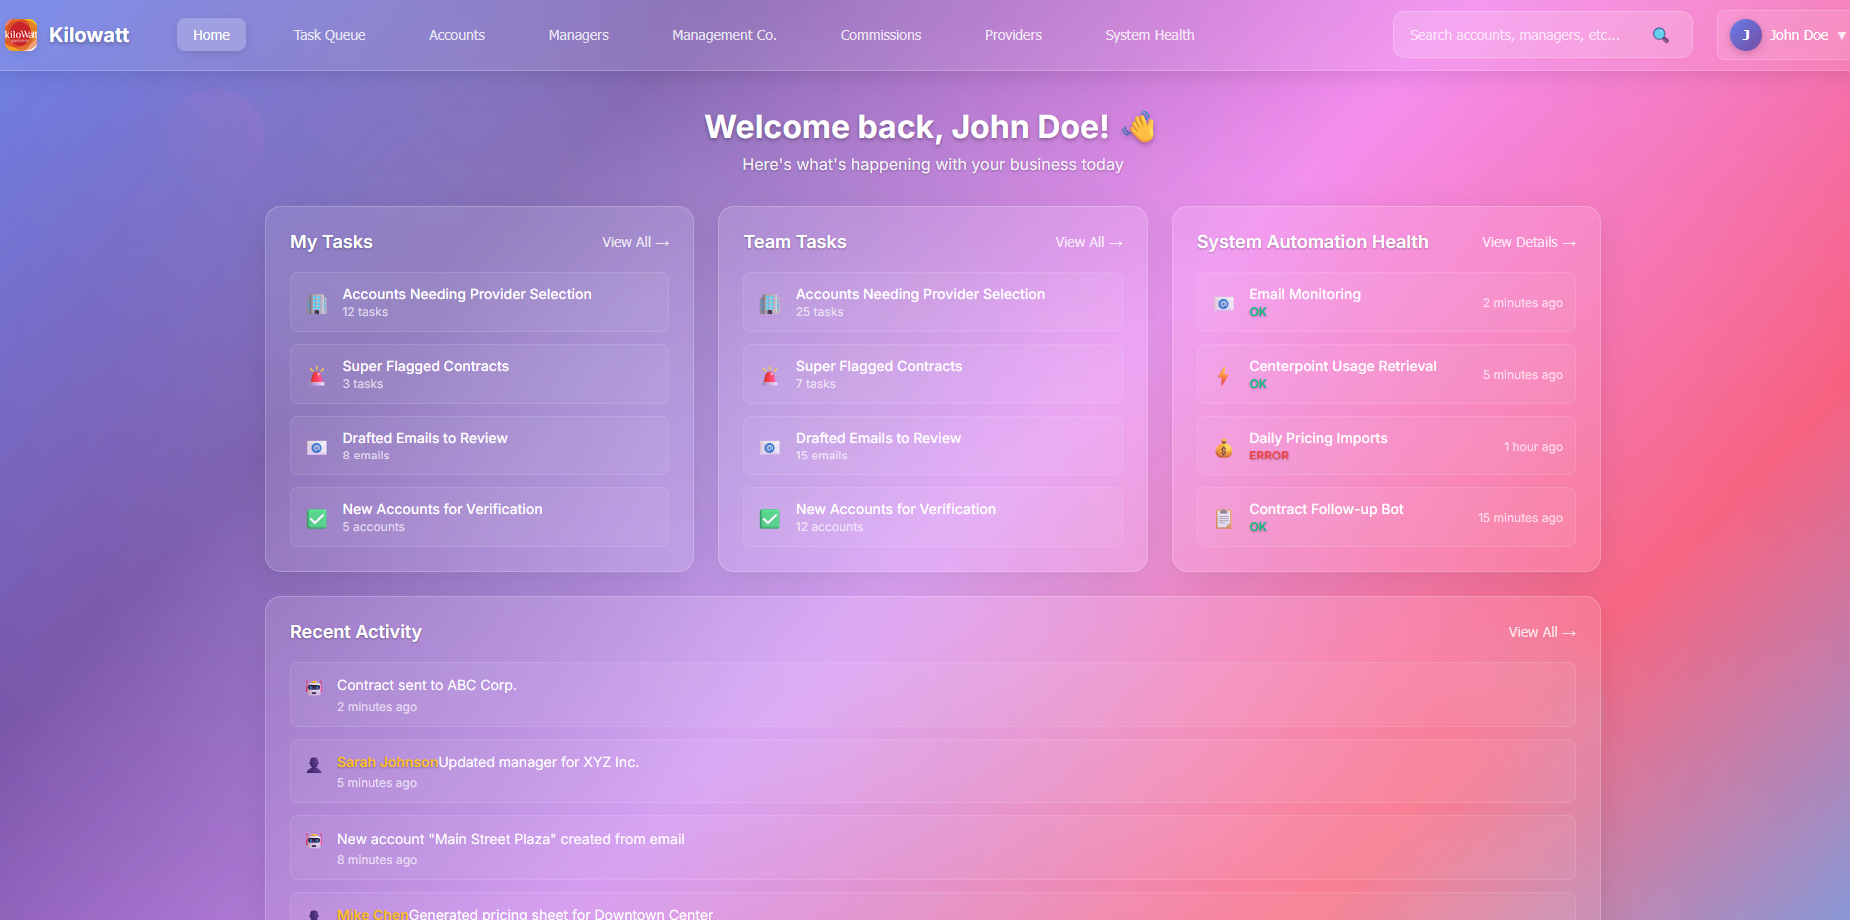 kiloWatt
Kilowatt
Home
Task Queue
Accounts
Managers
Management Co.
Commissions
Providers
System Health
Search accounts, managers, etc...
J
John Doe
Welcome back, John Doe!
Here's what's happening with your business today
My Tasks
View All →
Accounts Needing Provider Selection
12 tasks
Super Flagged Contracts
3 tasks
Drafted Emails to Review
8 emails
New Accounts for Verification
5 accounts
Team Tasks
View All →
Accounts Needing Provider Selection
25 tasks
Super Flagged Contracts
7 tasks
Drafted Emails to Review
15 emails
New Accounts for Verification
12 accounts
System Automation Health
View Details →
Email Monitoring
OK
2 minutes ago
Centerpoint Usage Retrieval
OK
5 minutes ago
Daily Pricing Imports
ERROR
1 hour ago
Contract Follow-up Bot
OK
15 minutes ago
Recent Activity
View All →
Contract sent to ABC Corp.
2 minutes ago
Sarah JohnsonUpdated manager for XYZ Inc.
5 minutes ago
New account "Main Street Plaza" created from email
8 minutes ago
Mike ChenGenerated pricing sheet for Downtown Center